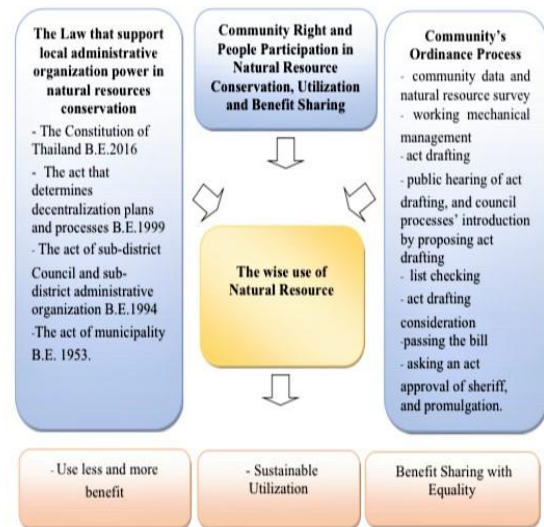 The Law that support
local administrative
organization power in
natural resources
conservation
- The Constitution of
Thailand B.E.2016
- The act that
determines
decentralization plans
and processes B.E.1999
- The act of sub-district
Council and sub-
district administrative
organization B.E.1994
-The act of municipality
B.E. 1953.
Community Right and
People Participation in
Natural Resource
Conservation, Utilization
and Benefit Sharing
Community's
Ordinance Process
- community data and
natural resource survey
- working mechanical
management
- act drafting
- public hearing of act
drafting, and council
processes' introduction
by proposing act
drafting
- list checking
- act drafting
consideration
-passing the bill
- asking an act
approval of sheriff,
and promulgation.
The wise use of
Natural Resource
- Use less and more
benefit
- Sustainable
Utilization
Benefit Sharing with
Equality